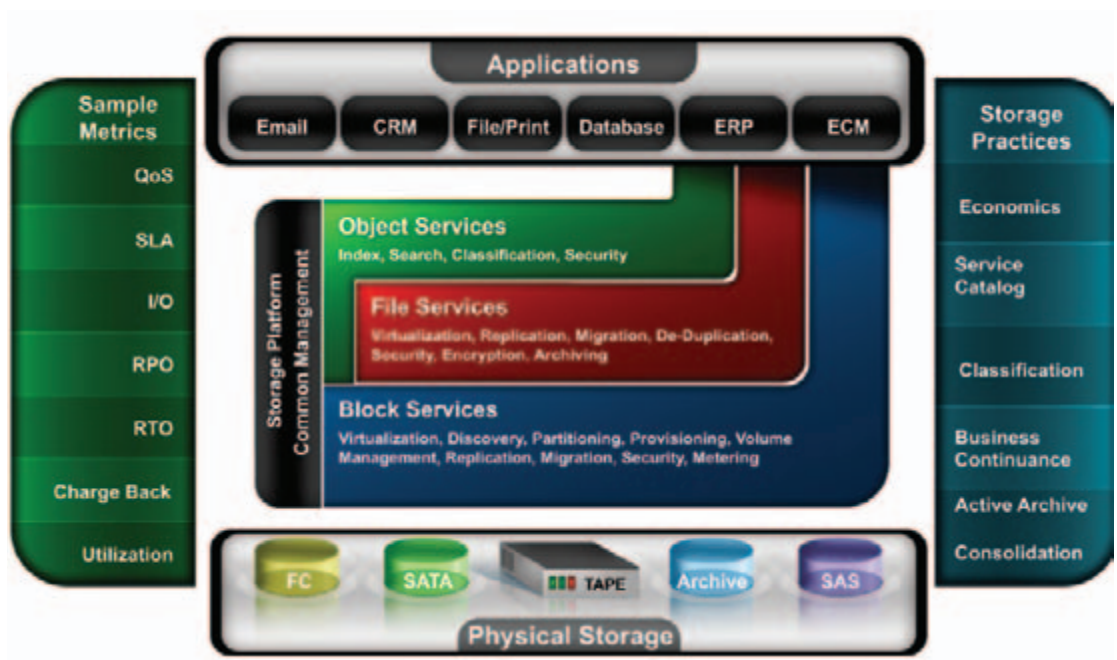 Applications
Email
CRM
File/Print
Database
ERP
ECM
Sample
Metrics
QoS
SLA
I/O
RPO
RTO
Charge Back
Utilization
Storage Platform
Common Management
Object Services
Index, Search, Classification, Security
File Services
Virtualization, Replication, Migration, De-Duplication,
Security, Encryption, Archiving
Block Services
Virtualization, Discovery, Partitioning, Provisioning, Volume
Management, Replication, Migration, Security, Metering
Storage
Practices
Economics
Service
Catalog
Classification
Business
Continuance
Active Archive
Consolidation
FC
SATA
TAPE
Archive
SAS
Physical Storage